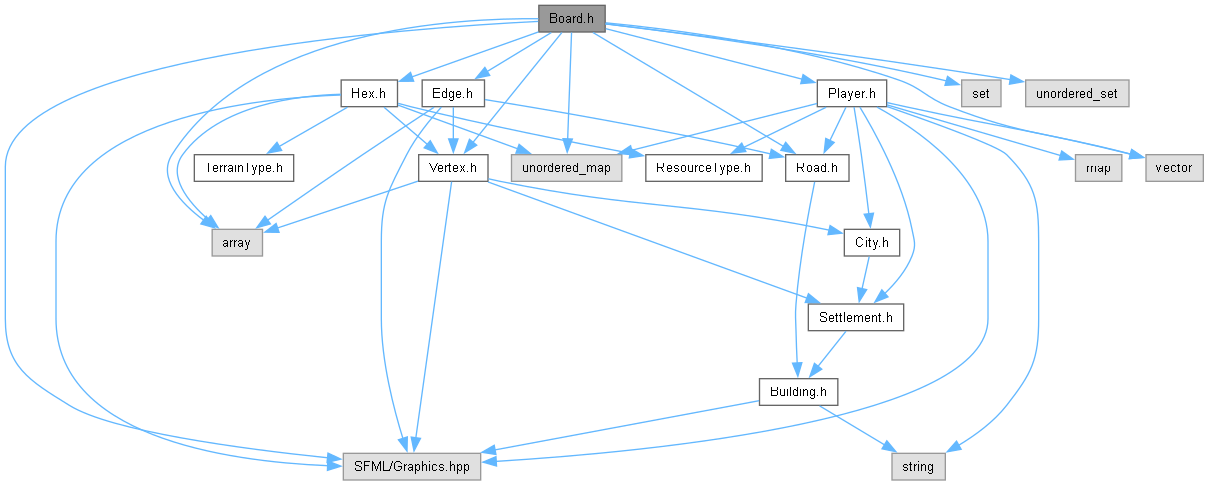 Board.h
Hex.h
Edge.h
Player.h
set
unordered_set
TerrainType.h
Vertex.h
unordered_map
ResourceType.h
Road.h
map
vector
array
City.h
Settlement.h
Building.h
SFML/Graphics.hpp
string